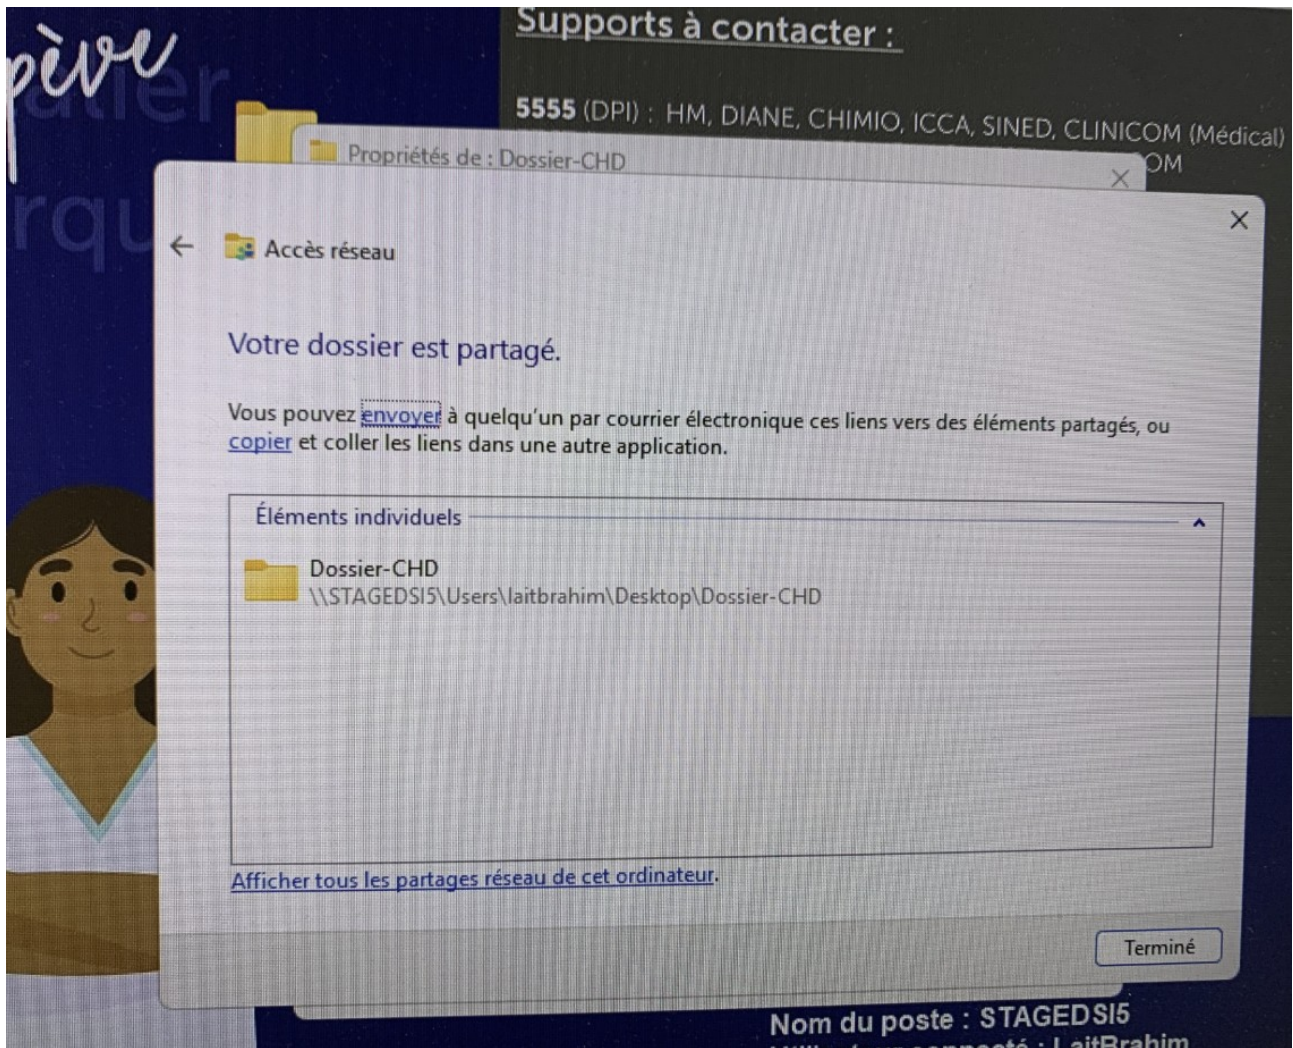 pève
Supports à contacter :
5555 (DPI) : HM, DIANE, CHIMIO, ICCA, SINED, CLINICOM (Médical)
Propriétés de : Dossier-CHD
Accès réseau
Votre dossier est partagé.
Vous pouvez envoyer à quelqu'un par courrier électronique ces liens vers des éléments partagés, ou
copier et coller les liens dans une autre application.
Éléments individuels
Dossier-CHD
\\STAGEDSI5\Users\laitbrahim\Desktop\Dossier-CHD
Afficher tous les partages réseau de cet ordinateur.
Terminé
Nom du poste : STAGEDSI5
: LaitBrahim